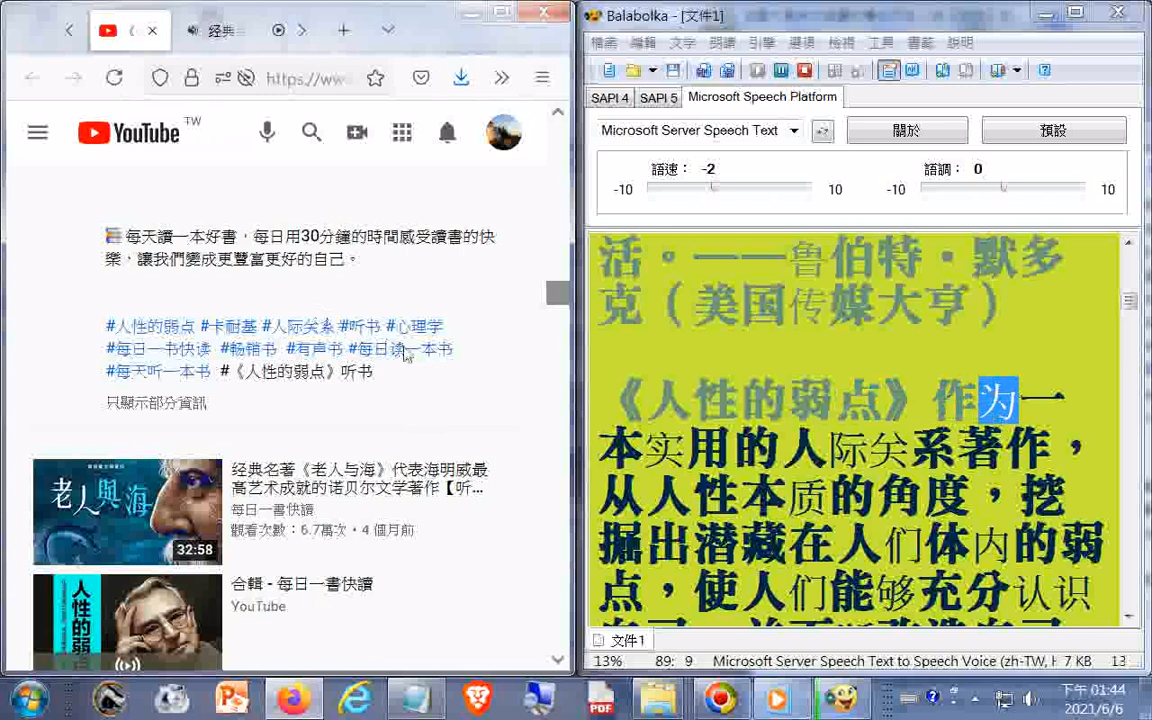 经典
https://www
YouTube
TW
每天讀一本好書，每日用30分鐘的時間感受讀書的快
樂，讓我們變成更豐富更好的自己。
#人性的弱点 #卡耐基 #人际关系 #听书 #心理学
#每日一书快读 #畅销书 #有声书 #每日读一本书
#每天听一本书 #《人性的弱点》听书
只顯示部分資訊
老人與海
32:58
经典名著《老人与海》代表海明威最
高艺术成就的诺贝尔文学著作【听...
每日一書快讀
觀看次數：6.7萬次 • 4 個月前
人性的弱
合輯 - 每日一書快讀
YouTube
Balabolka - [文件1]
檔案 編輯 文字 朗讀 引擎 選項 檢視 工具 書籤 說明
SAPI 4 SAPI 5 Microsoft Speech Platform
Microsoft Server Speech Text
關於
預設
語速： -2
語調： 0
-10 10 -10 10
活。——鲁伯特·默多
克（美国传媒大亨）
《人性的弱点》作为一
本实用的人际关系著作，
从人性本质的角度，挖
掘出潜藏在人们体内的弱
点，使人们能够充分认识
文件1
13% 89: 9 Microsoft Server Speech Text to Speech Voice (zh-TW, H 7 KB 13
PDF
下午 01:44
2021/6/6